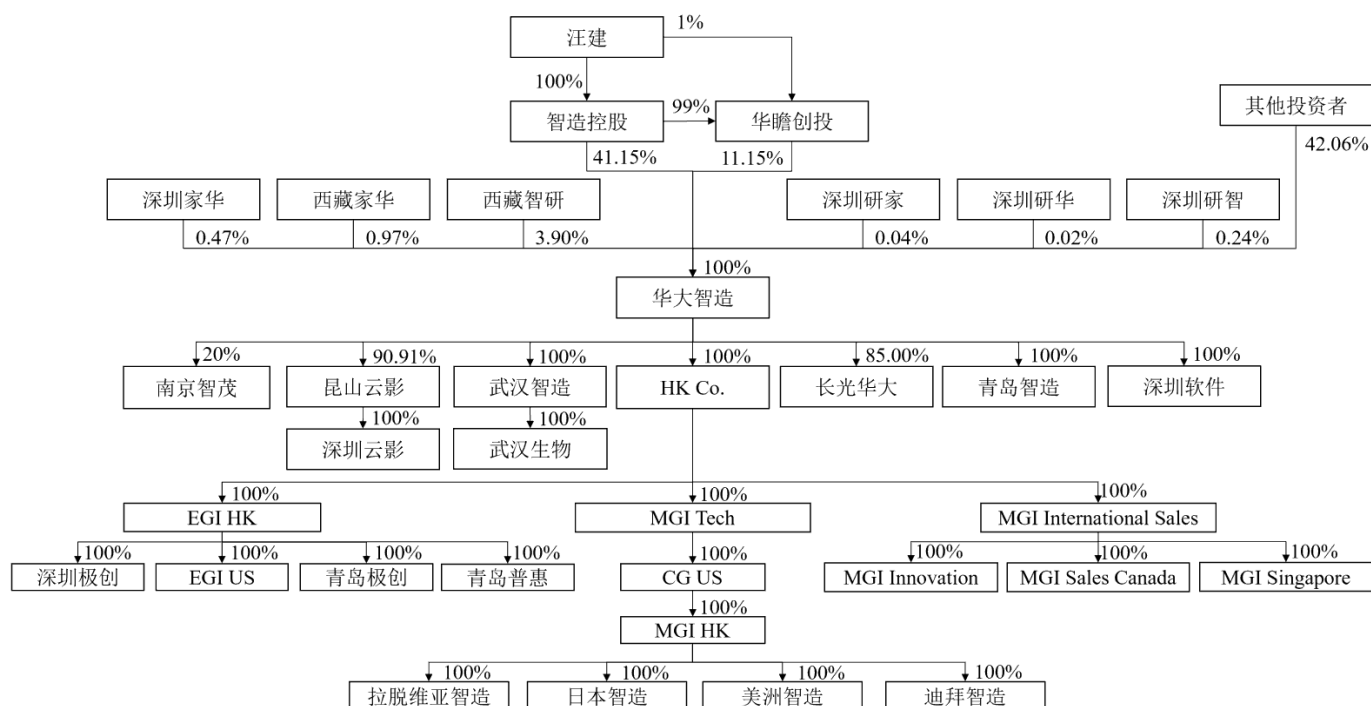 汪建
1%
100%
智造控股
99%
华瞻创投
其他投资者
41.15%
11.15%
42.06%
深圳家华
西藏家华
西藏智研
深圳研家
深圳研华
深圳研智
0.47%
0.97%
3.90%
0.04%
0.02%
0.24%
100%
华大智造
20%
90.91%
100%
100%
85.00%
100%
100%
南京智茂
昆山云影
武汉智造
HK Co.
长光华大
青岛智造
深圳软件
100%
100%
深圳云影
武汉生物
100%
100%
100%
EGI HK
MGI Tech
MGI International Sales
100%
100%
100%
100%
100%
100%
100%
100%
深圳极创
EGI US
青岛极创
青岛普惠
CG US
MGI Innovation
MGI Sales Canada
MGI Singapore
100%
MGI HK
100%
100%
100%
100%
拉脱维亚智造
日本智造
美洲智造
迪拜智造